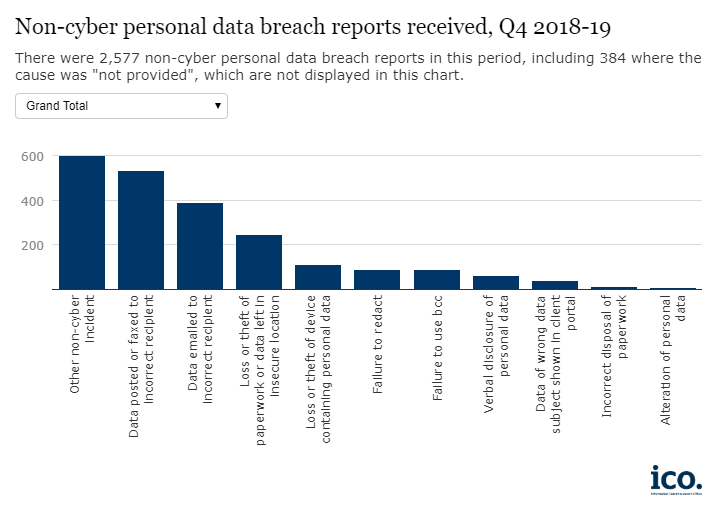 Non-cyber personal data breach reports received, Q4 2018-19
There were 2,577 non-cyber personal data breach reports in this period, including 384 where the
cause was "not provided", which are not displayed in this chart.
Grand Total
600
400
200
Other non-cyber
incident
Data posted or faxed to
incorrect recipient
Data emailed to
incorrect recipient
Loss or theft of
paperwork or data left in
insecure location
Loss or theft of device
containing personal data
Failure to redact
Failure to use bcc
Verbal disclosure of
personal data
Data of wrong data
subject shown in client
portal
Incorrect disposal of
paperwork
Alteration of personal
data
ico.
Information Commissioner's Office